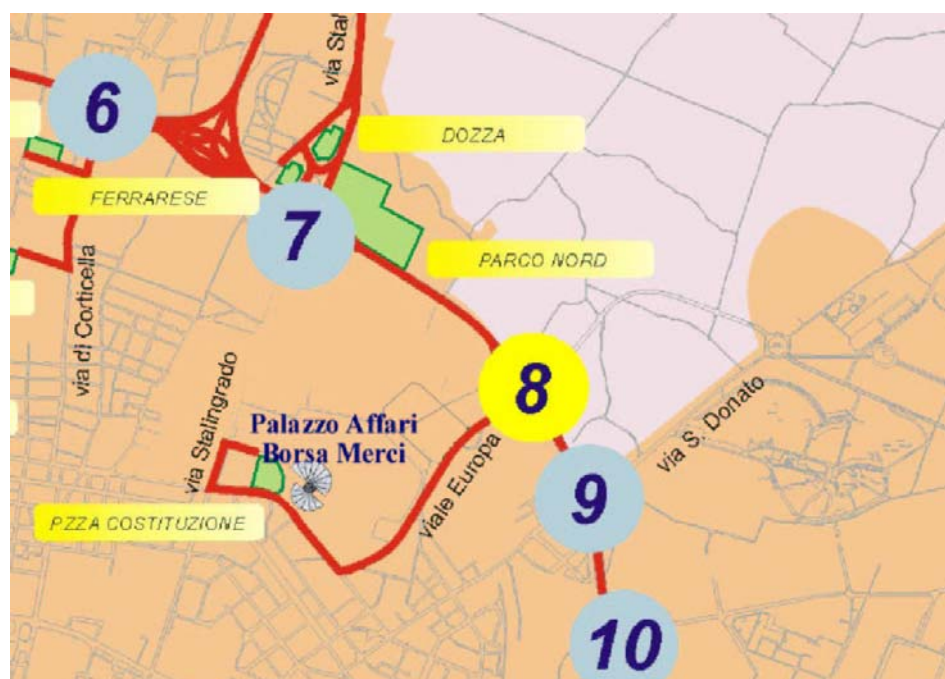 via Stal
6
DOZZA
FERRARESE
7
PARCO NORD
via di Corticella
8
via Stalingrado
Palazzo Affari
Borsa Merci
viale Europa
via S. Donato
9
P.ZZA COSTITUZIONE
10